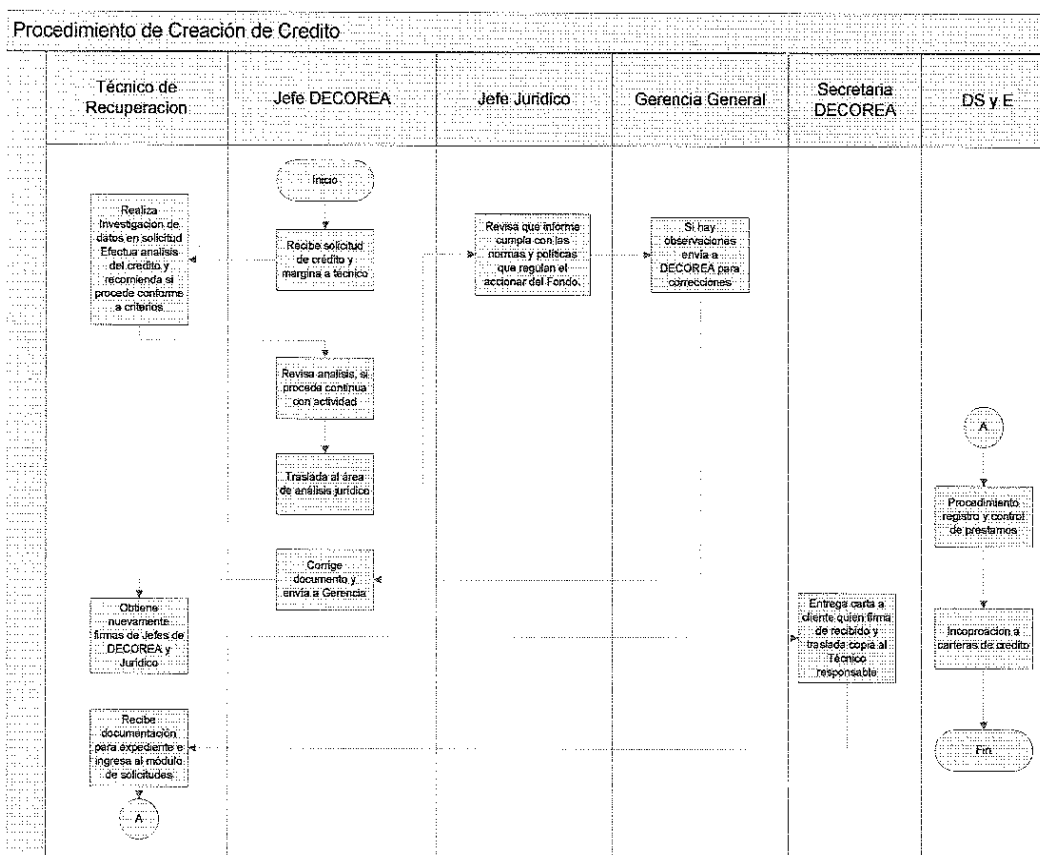 Procedimiento de Creación de Credito
Técnico de
Recuperacion
Jefe DECOREA
Jefe Juridico
Gerencia General
Secretaria
DECOREA
DS y E
Inicio
Recibe solicitud
de crédito y
margina a técnico
Realiza
Investigación de
datos en solicitud
Efectua analisis
del credito y
recomienda si
procede conforme
a criterios
Revisa analisis, si
procede continua
con actividad
Traslada al área
de análisis jurídico
Revisa que informe
cumpla con las
normas y políticas
que regulan el
accionar del Fondo.
Si hay
observaciones
envia a
DECOREA para
correcciones
Corrige
documento y
envia a Gerencia
Obtiene
nuevamente
firmas de Jefes de
DECOREA y
Jurídico
Entrega carta a
cliente quien firma
de recibido y
traslada copia al
Técnico
responsable
Recibe
documentación
para expediente e
ingresa al módulo
de solicitudes
A
A
Procedimiento
registro y control
de prestamos
Incoproacion a
carteras de credito
Fin